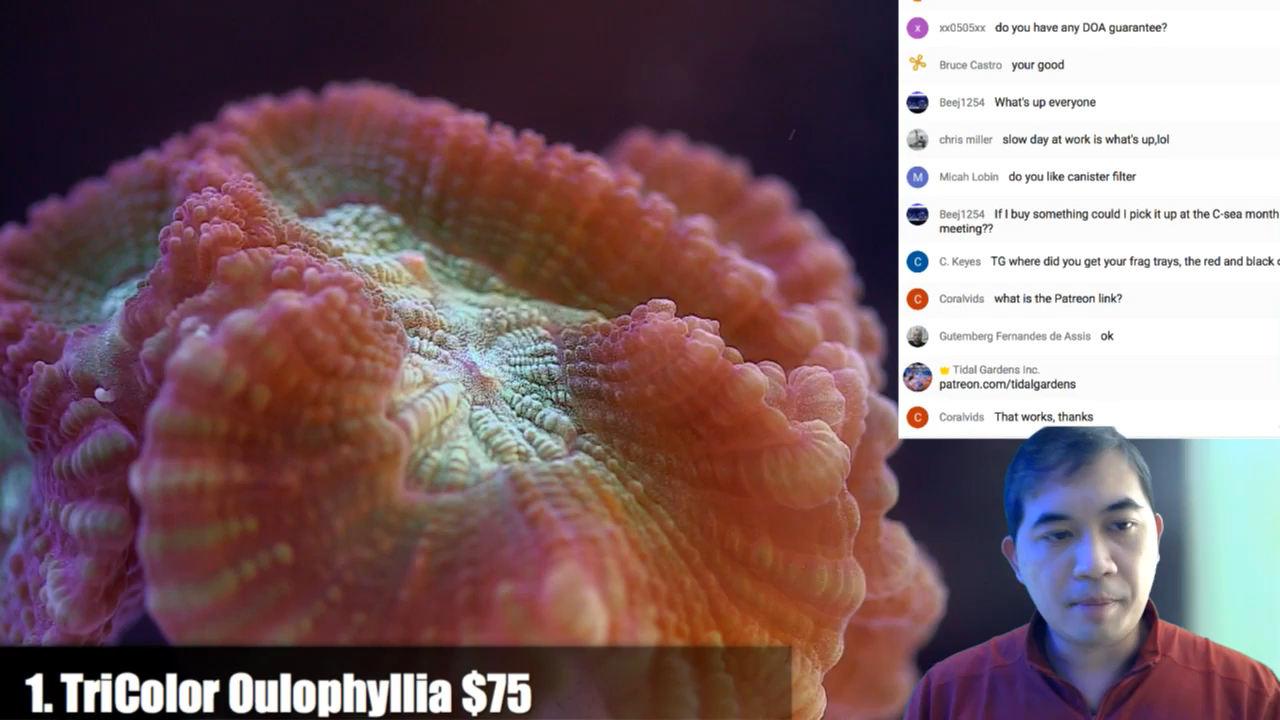 x xx0505xx do you have any DOA guarantee?
Bruce Castro your good
Beej1254 What's up everyone
chris miller slow day at work is what's up,lol
M Micah Lobin do you like canister filter
Beej1254 If I buy something could I pick it up at the C-sea month
meeting??
C C. Keyes TG where did you get your frag trays, the red and black
C Coralvids what is the Patreon link?
Gutemberg Fernandes de Assis ok
Tidal Gardens Inc.
patreon.com/tidalgardens
C Coralvids That works, thanks
1. TriColor Oulophyllia $75